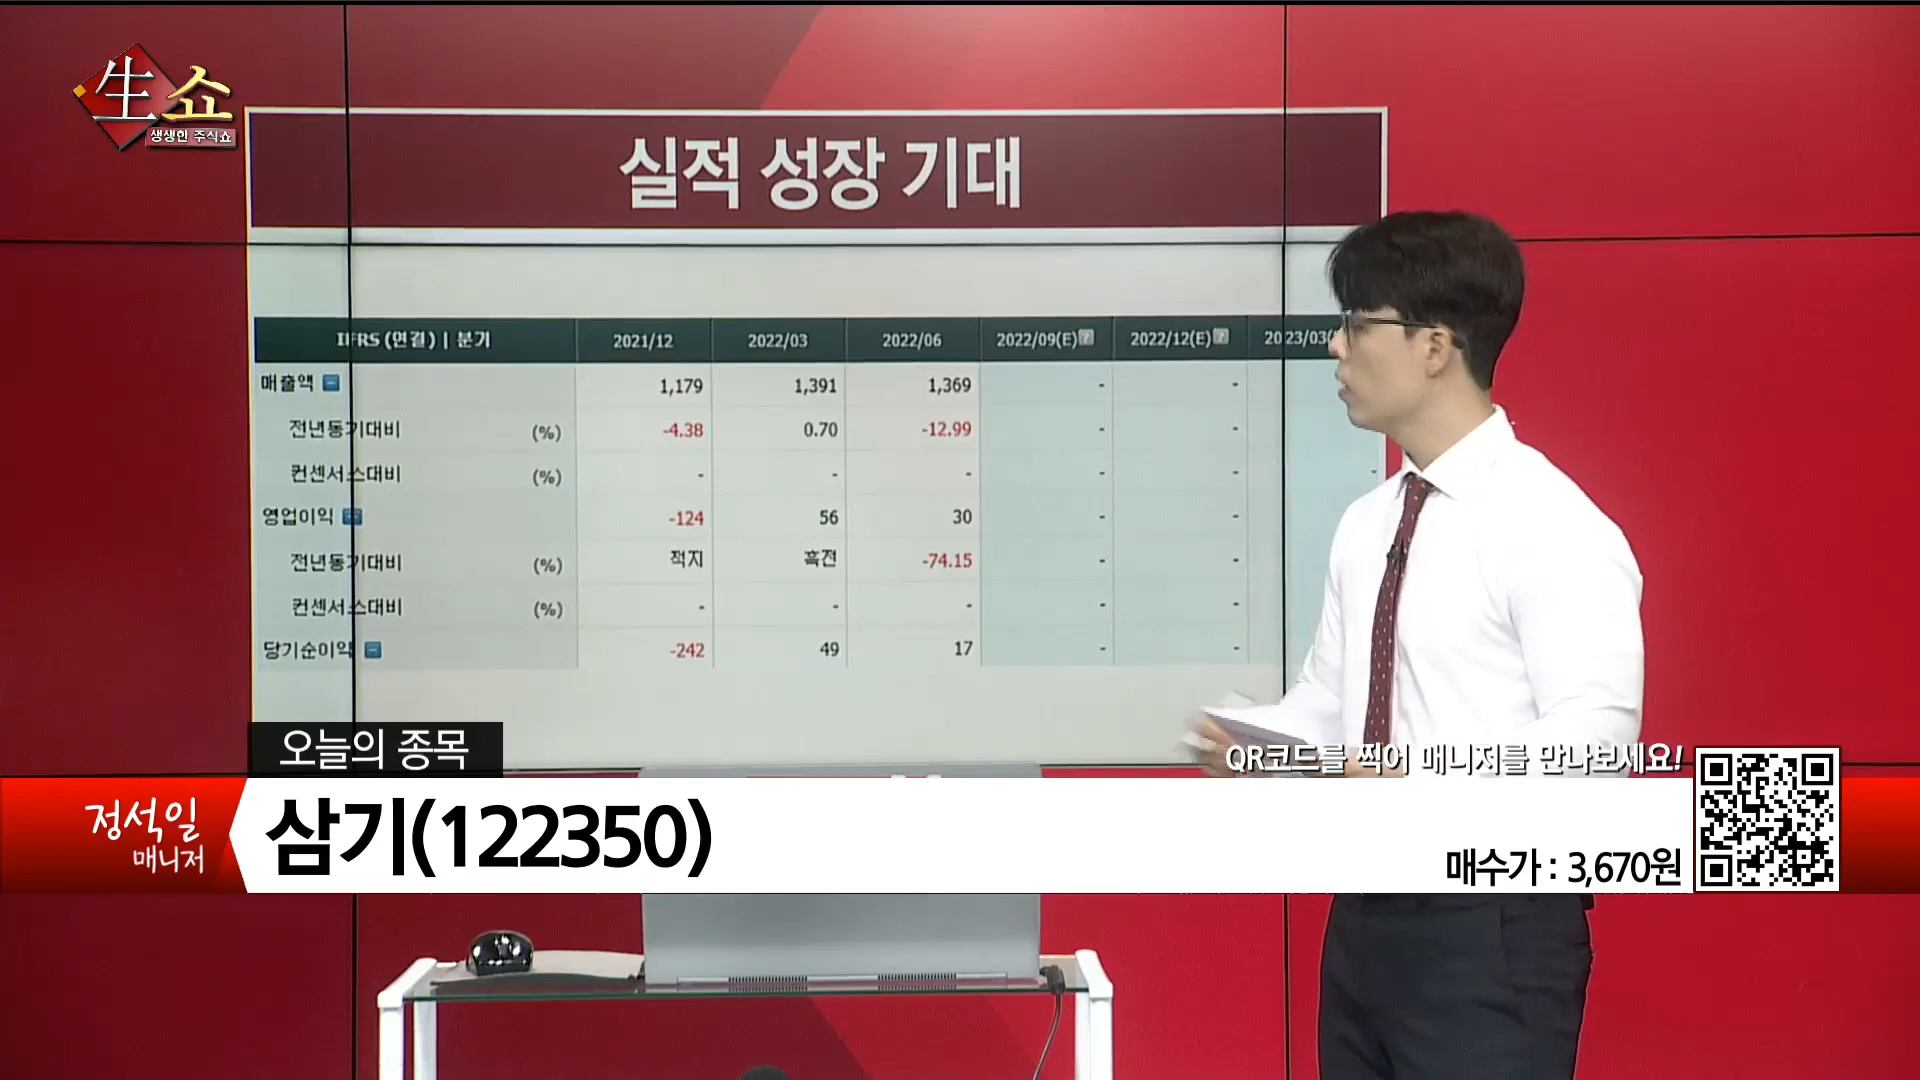 生쇼
생생한 주식쇼
실적 성장 기대
IFRS (연결) | 분기 2021/12 2022/03 2022/06 2022/09(E) 2022/12(E) 2023/03(
매출액 1,179 1,391 1,369 - -
전년동기대비 (%) -4.38 0.70 -12.99 - -
컨센서스대비 (%) - - - - - -
영업이익 -124 56 30 - -
전년동기대비 (%) 적지 흑전 -74.15 - -
컨센서스대비 (%) - - - - -
당기순이익 -242 49 17 - -
오늘의 종목
QR코드를 찍어 매니저를 만나보세요!
정석일
매니저
삼기(122350)
매수가 : 3,670원